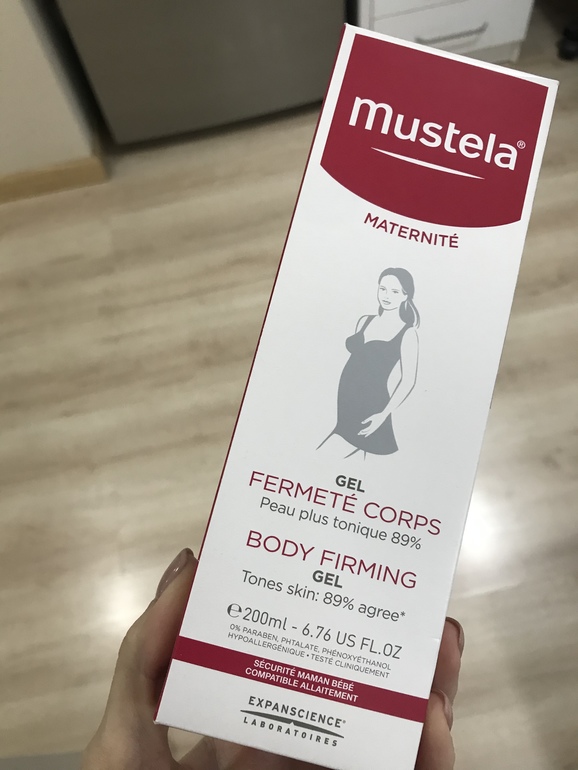 mustela®
MATERNITÉ
GEL
FERMETÉ CORPS
Peau plus tonique 89%
BODY FIRMING
GEL
Tones skin: 89% agree*
℮200ml - 6.76 US FL.OZ
0% PARABEN, PHTALATE, PHÉNOXYÉTHANOL
HYPOALLERGÉNIQUE • TESTÉ CLINIQUEMENT
SÉCURITÉ MAMAN BÉBÉ
COMPATIBLE ALLAITEMENT
EXPANSCIENCE®
LABORATOIRES